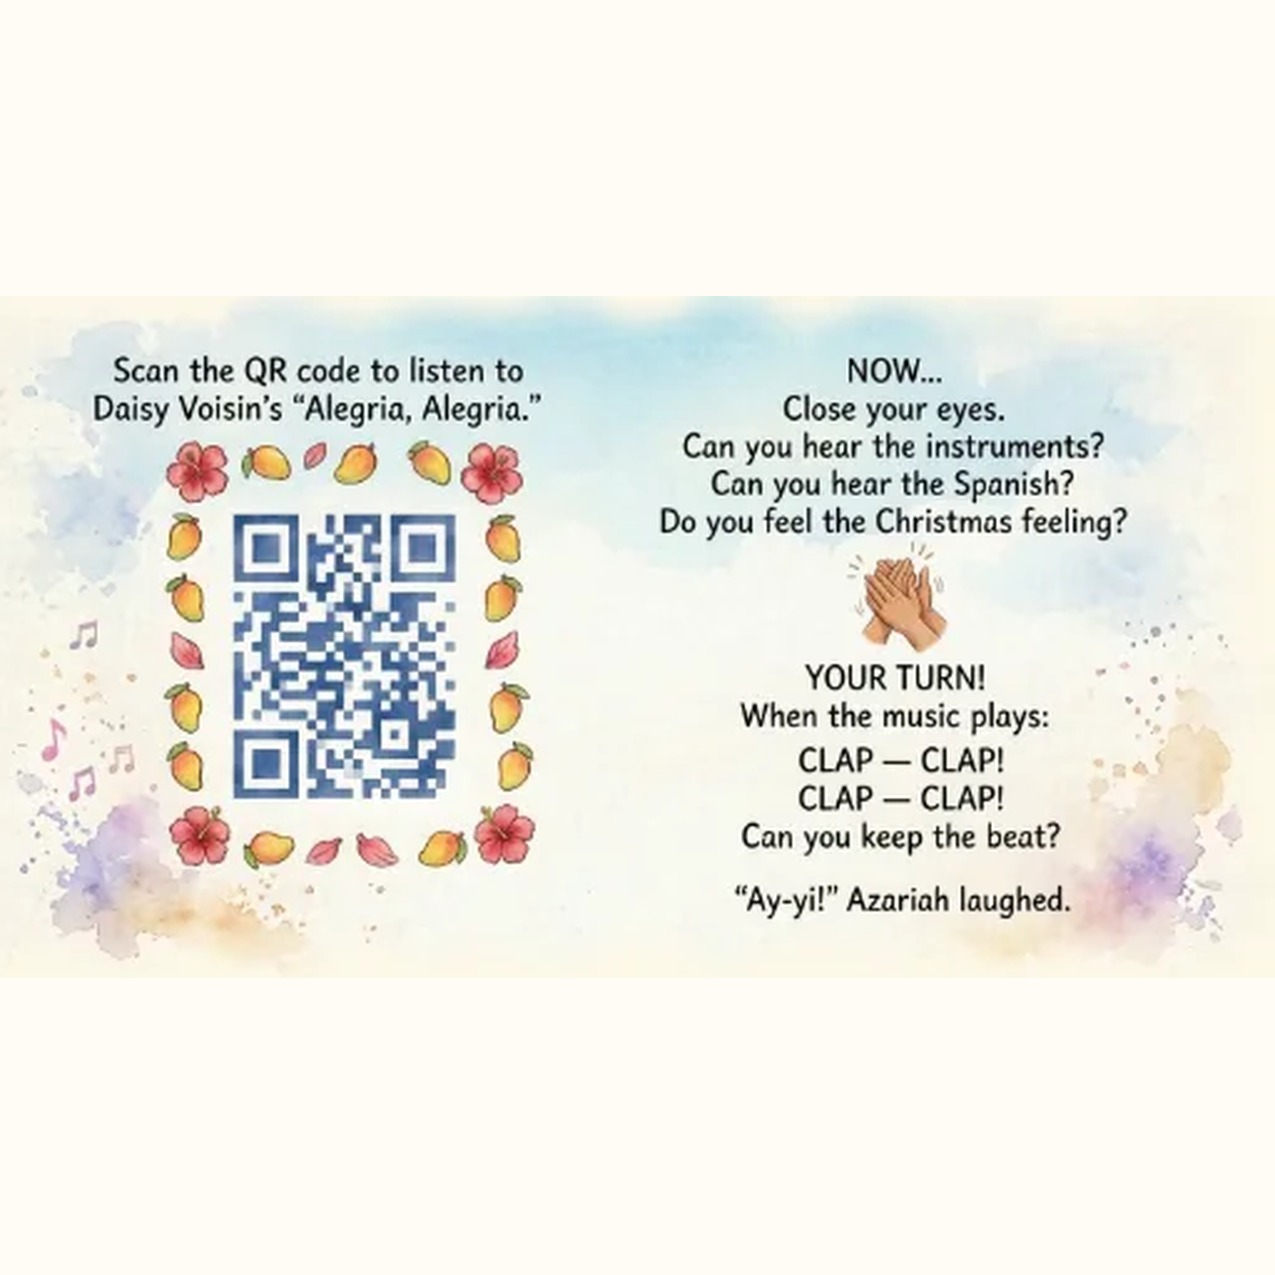 Scan the QR code to listen to
Daisy Voisin's “Alegria, Alegria.”
NOW...
Close your eyes.
Can you hear the instruments?
Can you hear the Spanish?
Do you feel the Christmas feeling?
YOUR TURN!
When the music plays:
CLAP — CLAP!
CLAP — CLAP!
Can you keep the beat?
“Ay-yi!” Azariah laughed.